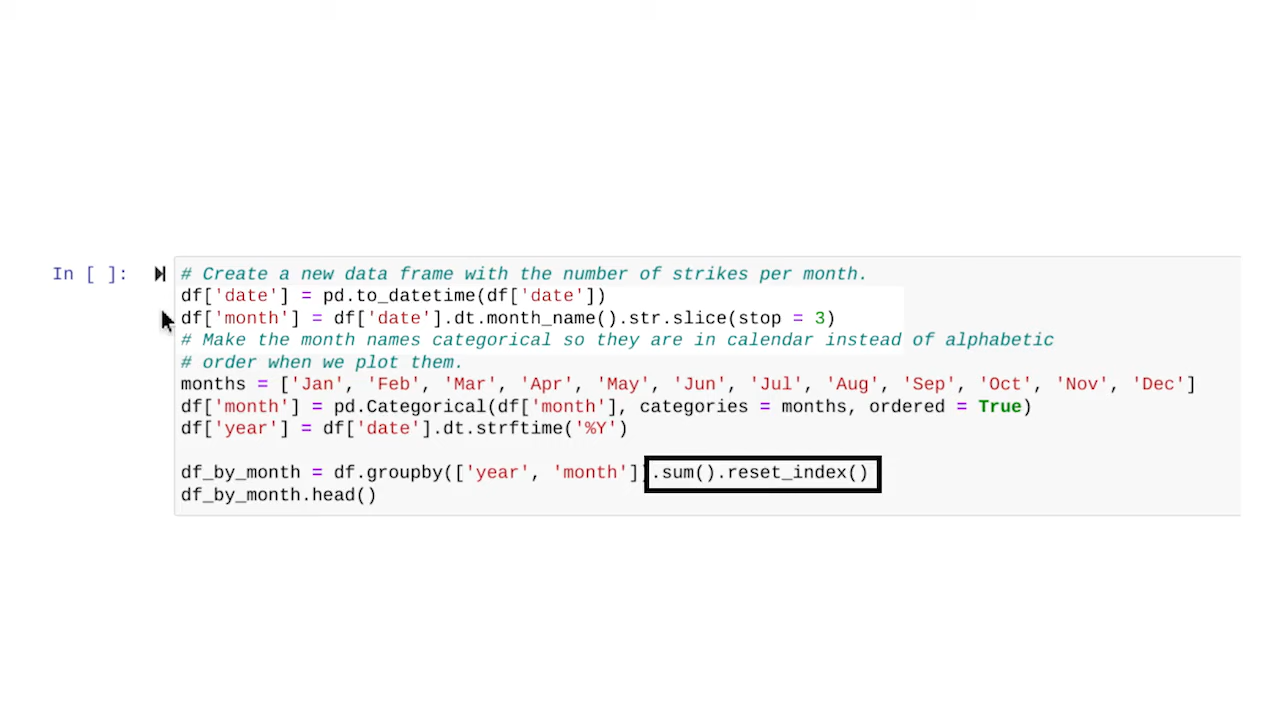 In [ ]:
# Create a new data frame with the number of strikes per month.
df['date'] = pd.to_datetime(df['date'])
df['month'] = df['date'].dt.month_name().str.slice(stop = 3)
# Make the month names categorical so they are in calendar instead of alphabetic
# order when we plot them.
months = ['Jan', 'Feb', 'Mar', 'Apr', 'May', 'Jun', 'Jul', 'Aug', 'Sep', 'Oct', 'Nov', 'Dec']
df['month'] = pd.Categorical(df['month'], categories = months, ordered = True)
df['year'] = df['date'].dt.strftime('%Y')
df_by_month = df.groupby(['year', 'month']).sum().reset_index()
df_by_month.head()